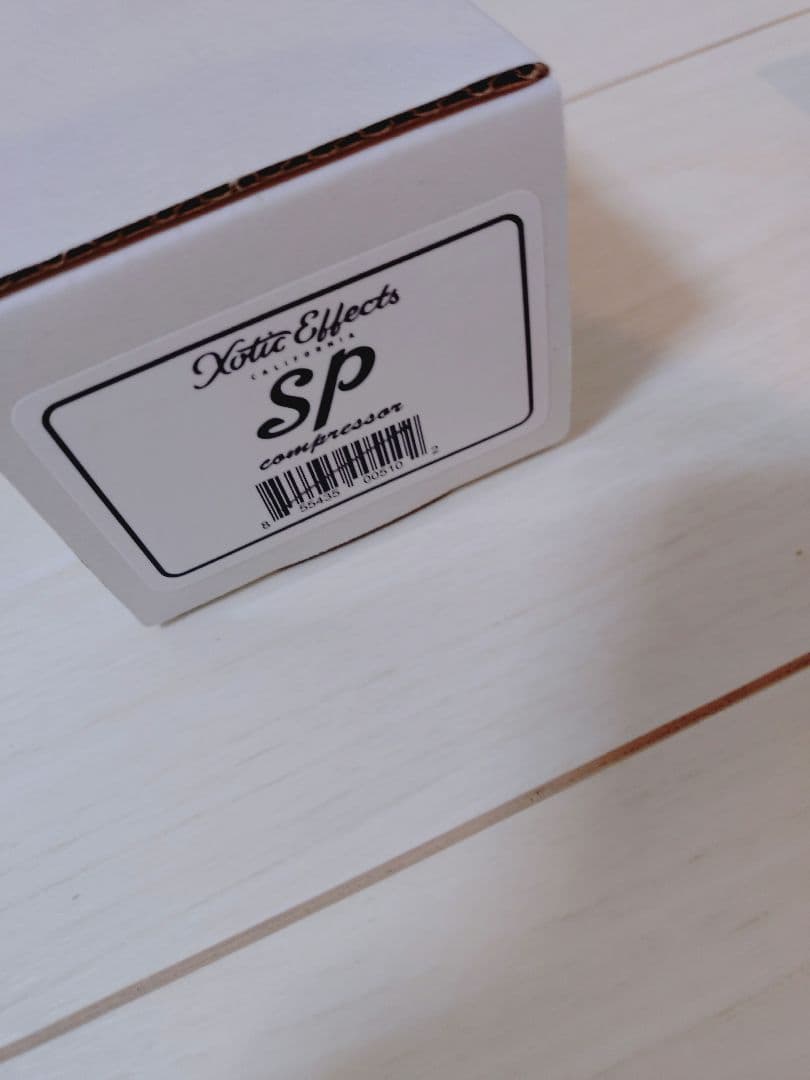 Xotic Effects
CALIFORNIA
SP
compressor
8 55435 00510 2